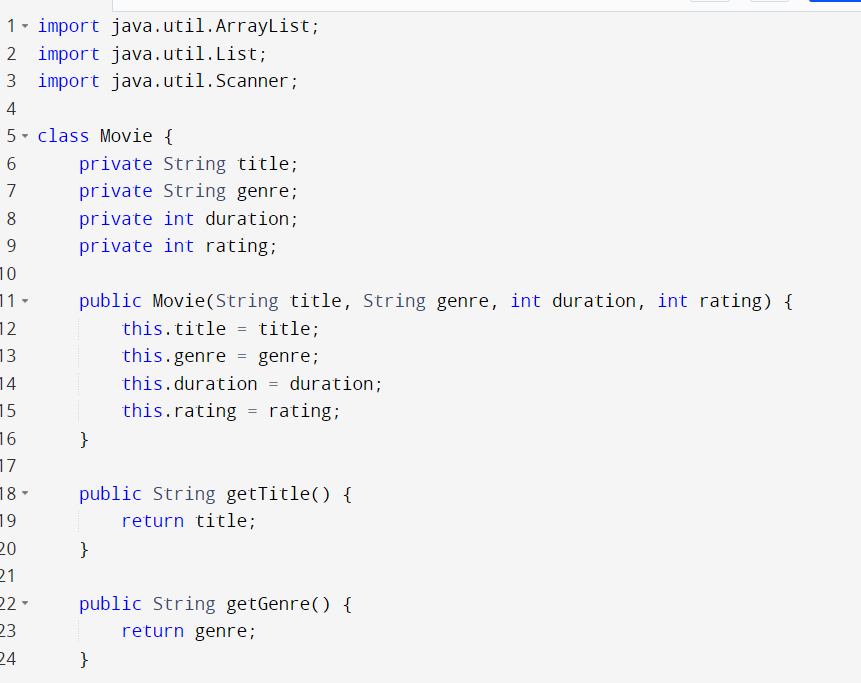 1 import java.util.ArrayList;
2 import java.util.List;
3 import java.util.Scanner;
4
5 class Movie {
6     private String title;
7     private String genre;
8     private int duration;
9     private int rating;
10
11     public Movie(String title, String genre, int duration, int rating) {
12         this.title = title;
13         this.genre = genre;
14         this.duration = duration;
15         this.rating = rating;
16     }
17
18     public String getTitle() {
19         return title;
20     }
21
22     public String getGenre() {
23         return genre;
24     }